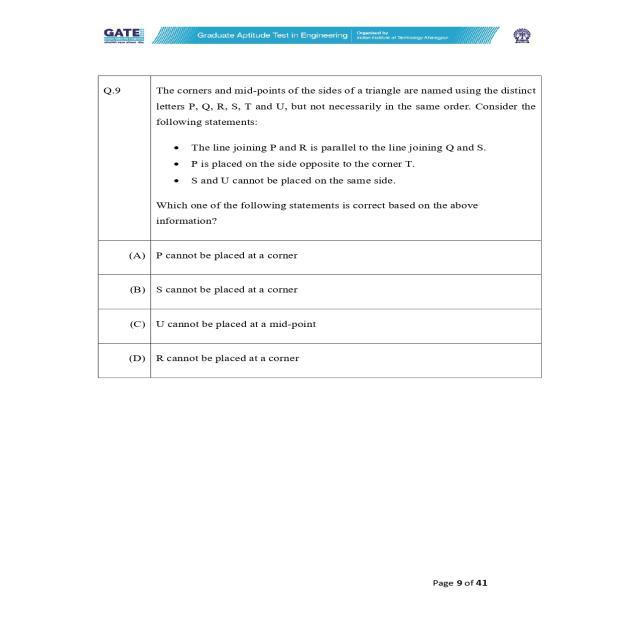 GATE
Graduate Aptitude Test in Engineering
Organised by
Indian Institute of Technology Kharagpur
Q.9
The corners and mid-points of the sides of a triangle are named using the distinct
letters P, Q, R, S, T and U, but not necessarily in the same order. Consider the
following statements:
• The line joining P and R is parallel to the line joining Q and S.
• P is placed on the side opposite to the corner T.
• S and U cannot be placed on the same side.
Which one of the following statements is correct based on the above
information?
(A) P cannot be placed at a corner
(B) S cannot be placed at a corner
(C) U cannot be placed at a mid-point
(D) R cannot be placed at a corner
Page 9 of 41